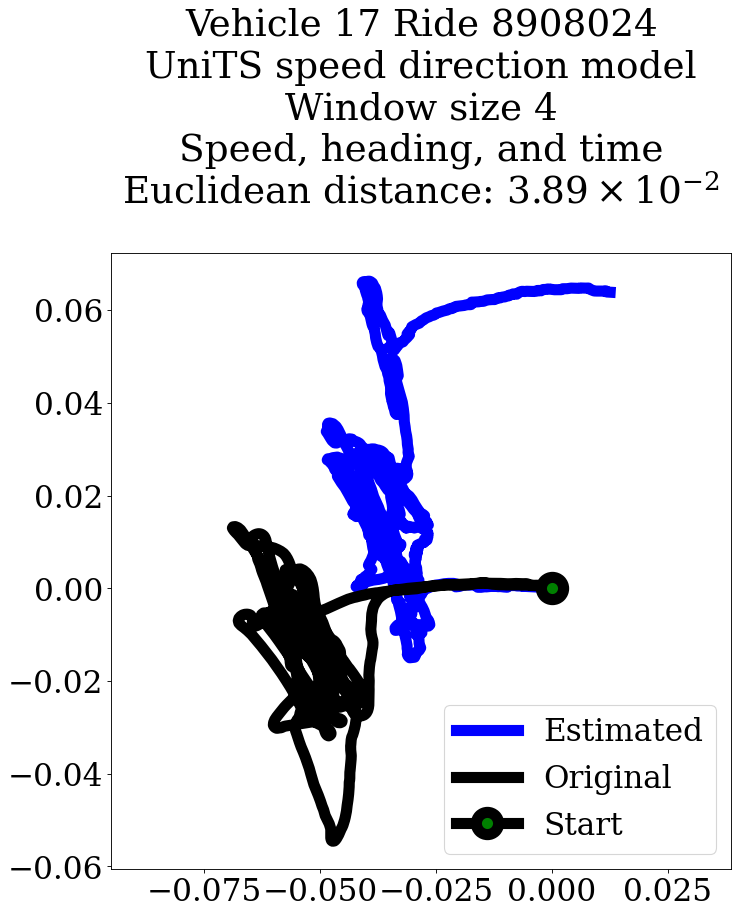 Vehicle 17 Ride 8908024
UniTS speed direction model
Window size 4
Speed, heading, and time
Euclidean distance: 3.89 × 10⁻²
0.06
0.04
0.02
0.00
−0.02
−0.04
−0.06
−0.075 −0.050 −0.025 0.000 0.025
Estimated
Original
Start